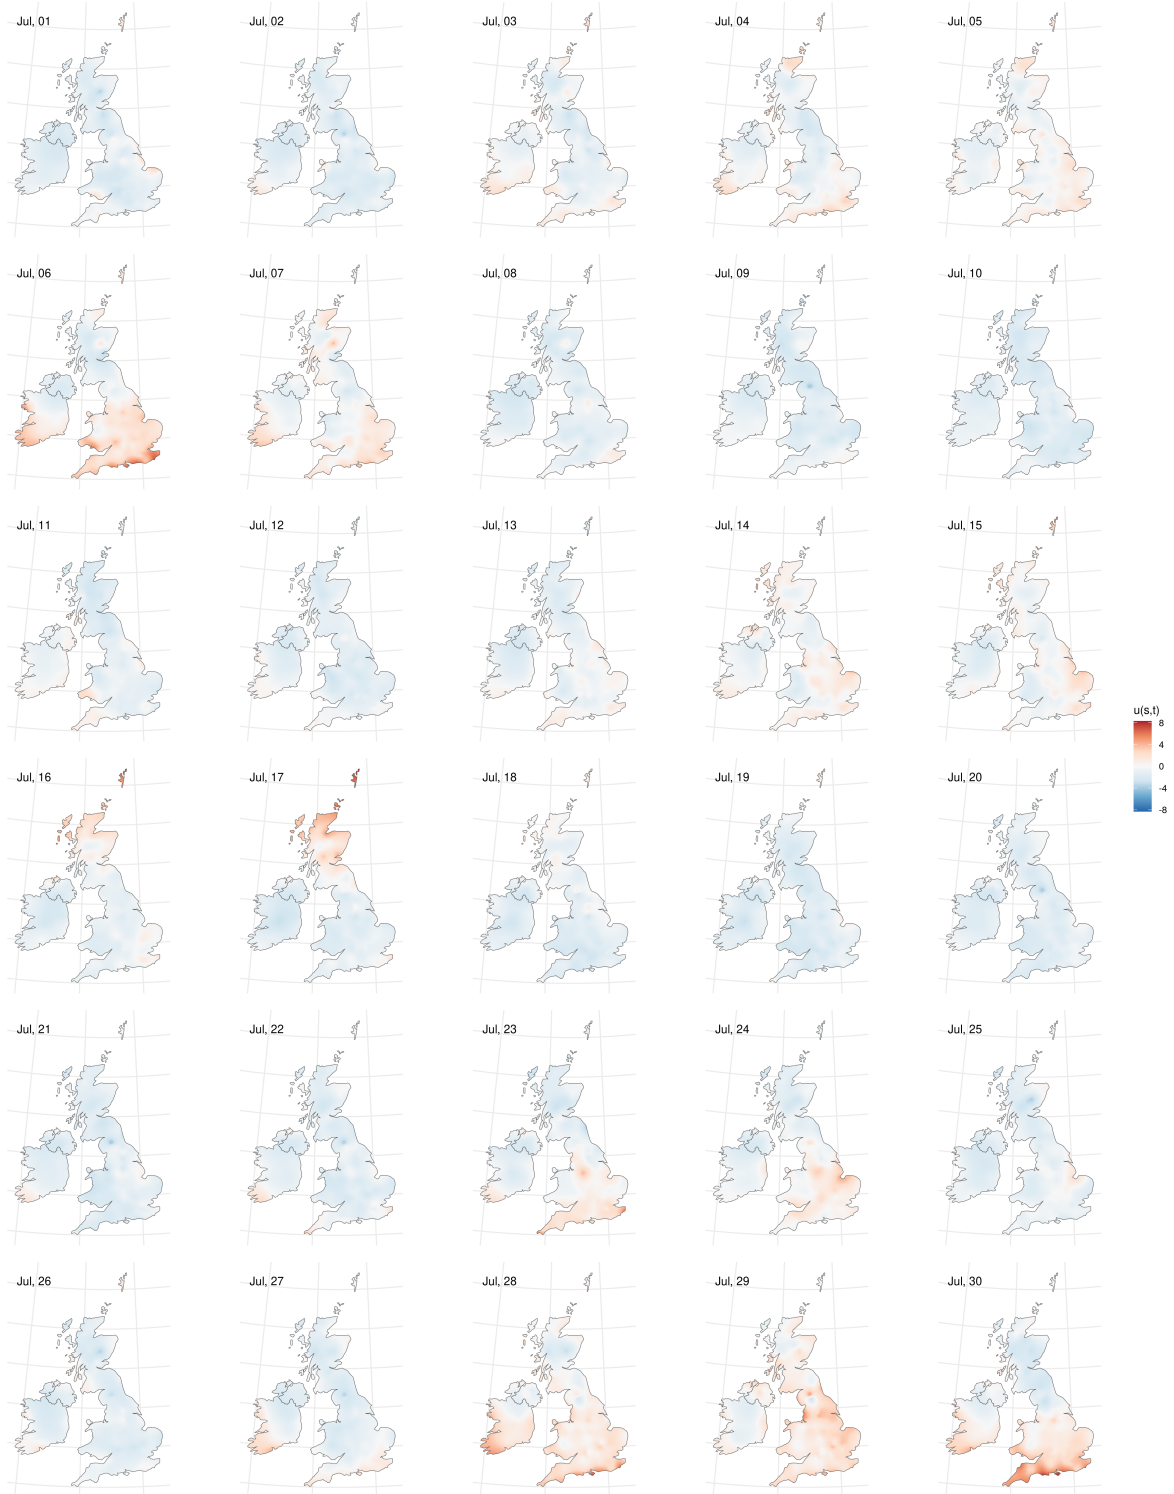 Jul, 01
Jul, 02
Jul, 03
Jul, 04
Jul, 05
Jul, 06
Jul, 07
Jul, 08
Jul, 09
Jul, 10
Jul, 11
Jul, 12
Jul, 13
Jul, 14
Jul, 15
u(s,t)
8
4
0
-4
-8
Jul, 16
Jul, 17
Jul, 18
Jul, 19
Jul, 20
Jul, 21
Jul, 22
Jul, 23
Jul, 24
Jul, 25
Jul, 26
Jul, 27
Jul, 28
Jul, 29
Jul, 30